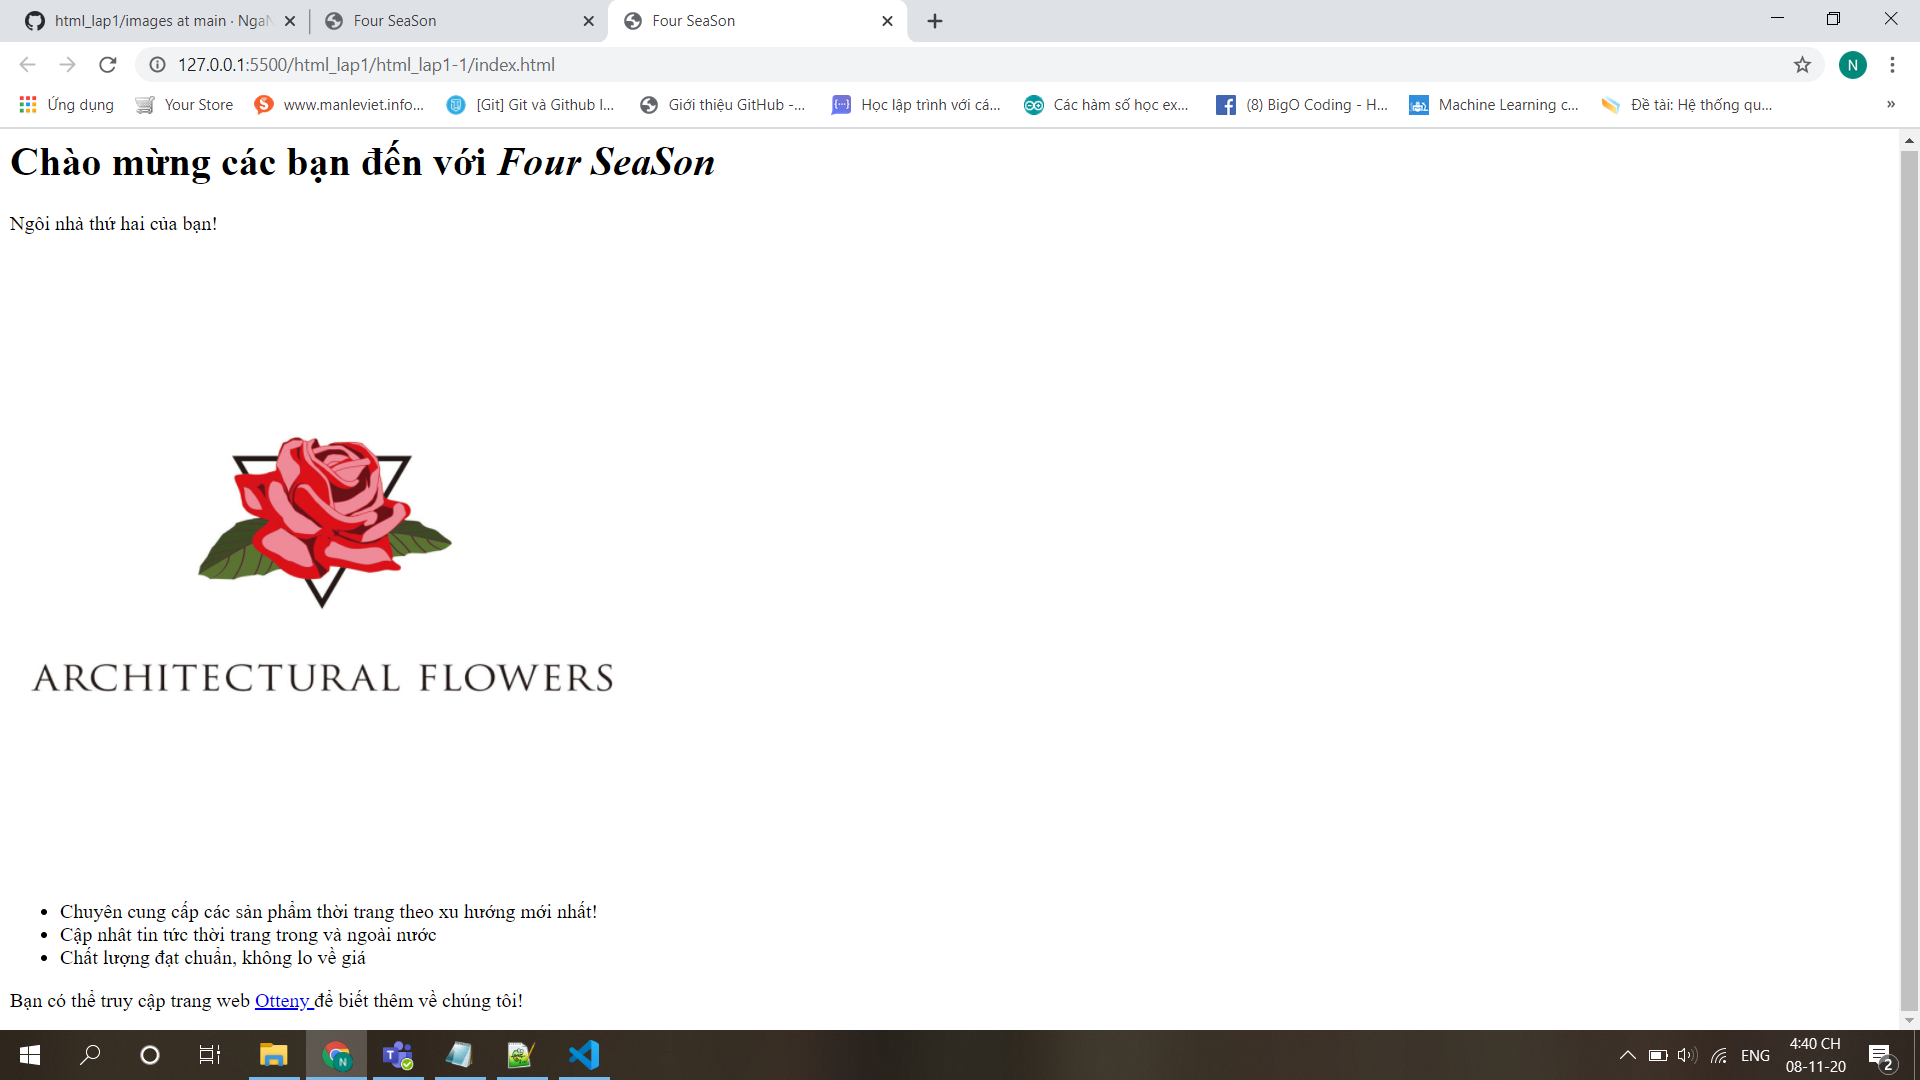 html_lap1/images at main · NgaN
Four SeaSon
Four SeaSon
127.0.0.1:5500/html_lap1/html_lap1-1/index.html
N
Ứng dụng
Your Store
www.manleviet.info...
[Git] Git và Github l...
Giới thiệu GitHub -...
Học lập trình với cá...
Các hàm số học ex...
(8) BigO Coding - H...
Machine Learning c...
Đề tài: Hệ thống qu...
»
Chào mừng các bạn đến với Four SeaSon
Ngôi nhà thứ hai của bạn!
ARCHITECTURAL FLOWERS
• Chuyên cung cấp các sản phẩm thời trang theo xu hướng mới nhất!
• Cập nhât tin tức thời trang trong và ngoài nước
• Chất lượng đạt chuẩn, không lo về giá
Bạn có thể truy cập trang web Otteny để biết thêm về chúng tôi!
N
ENG
4:40 CH
08-11-20
2